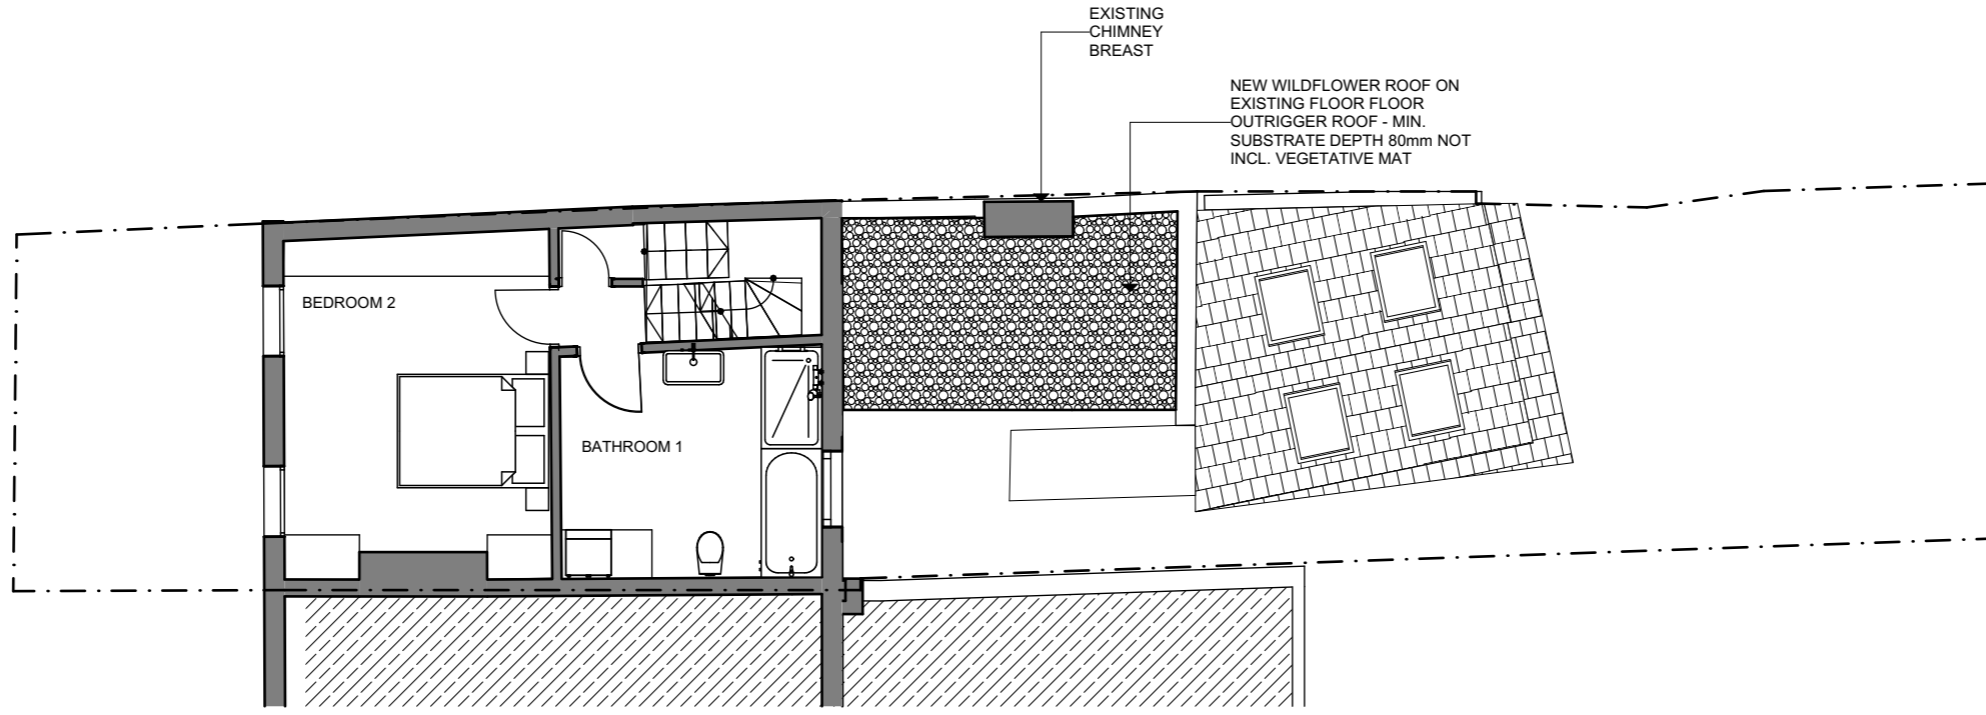 EXISTING
CHIMNEY
BREAST
NEW WILDFLOWER ROOF ON
EXISTING FLOOR FLOOR
OUTRIGGER ROOF - MIN.
SUBSTRATE DEPTH 80mm NOT
INCL. VEGETATIVE MAT
BEDROOM 2
BATHROOM 1